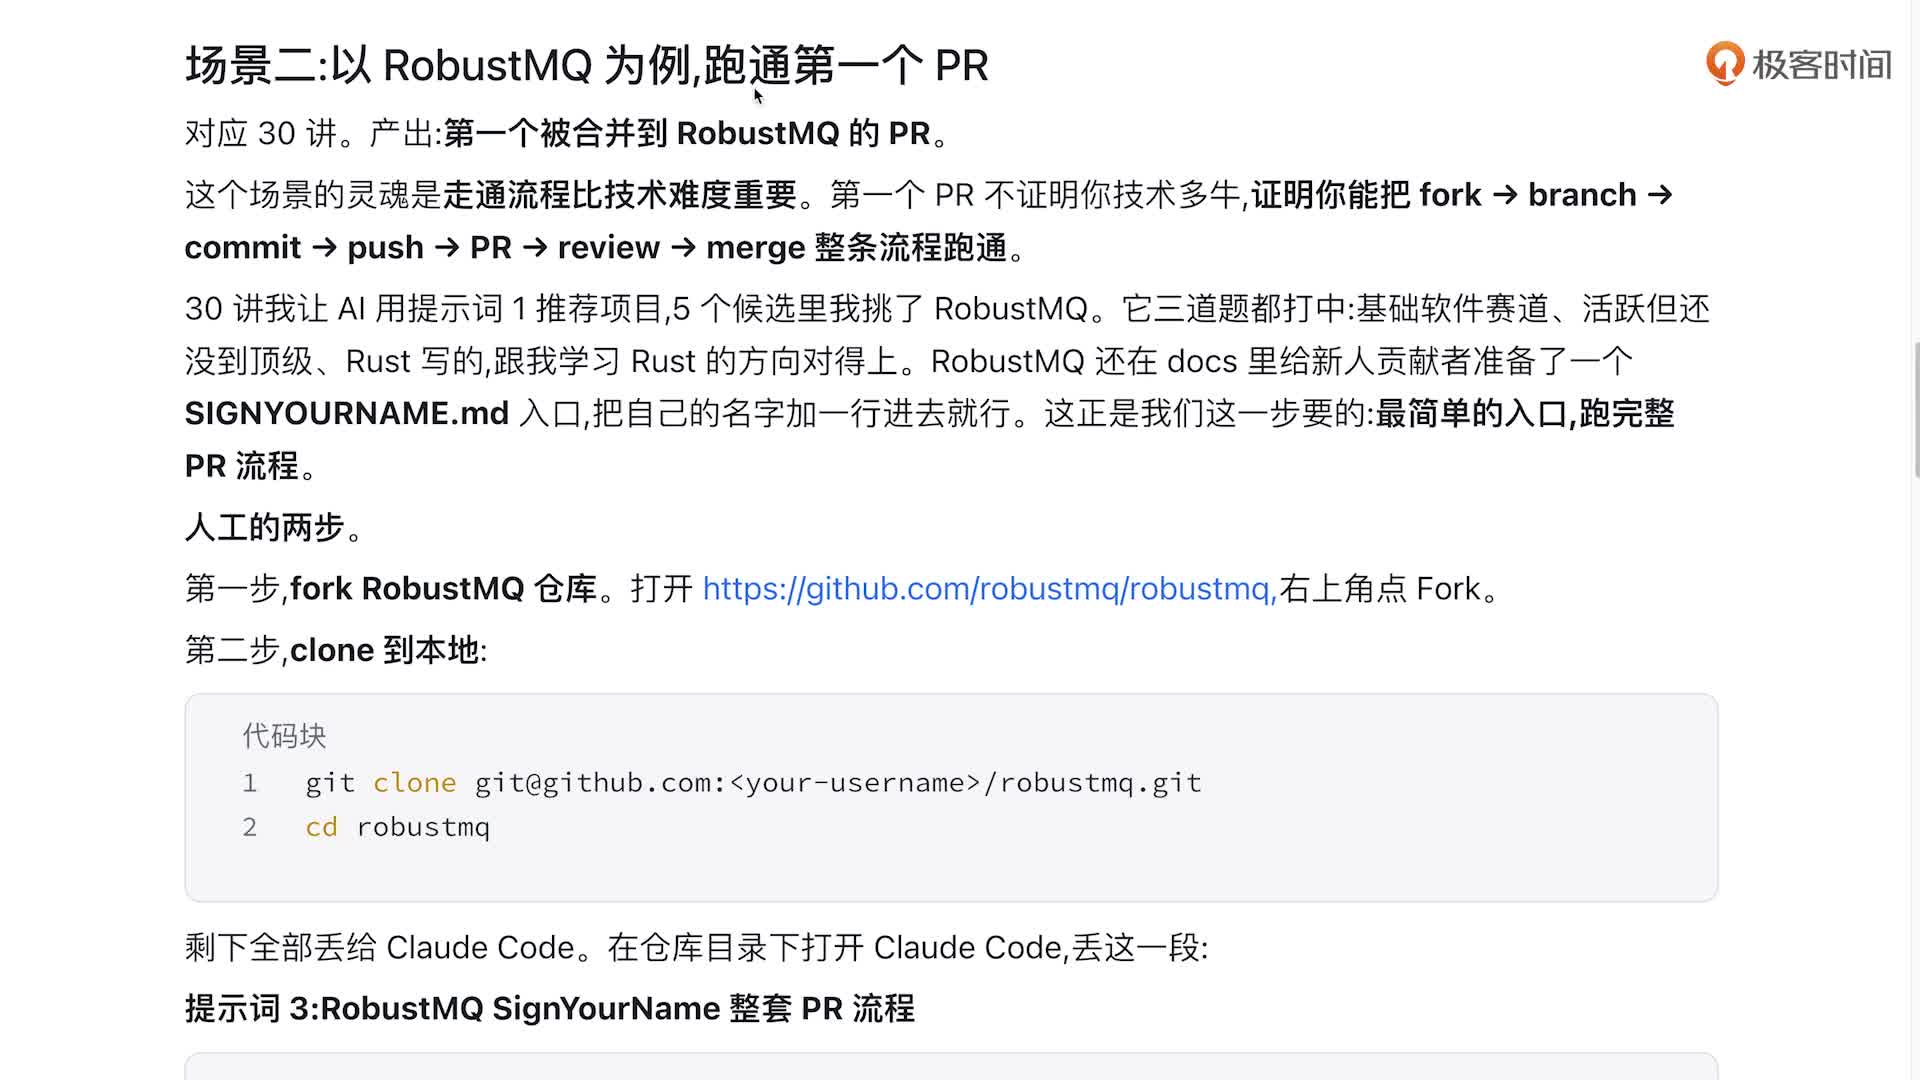 场景二:以 RobustMQ 为例,跑通第一个 PR
极客时间
对应 30 讲。产出:第一个被合并到 RobustMQ 的 PR。
这个场景的灵魂是走通流程比技术难度重要。第一个 PR 不证明你技术多牛,证明你能把 fork → branch →
commit → push → PR → review → merge 整条流程跑通。
30 讲我让 AI 用提示词 1 推荐项目,5 个候选里我挑了 RobustMQ。它三道题都打中:基础软件赛道、活跃但还
没到顶级、Rust 写的,跟我学习 Rust 的方向对得上。RobustMQ 还在 docs 里给新人贡献者准备了一个
SIGNYOURNAME.md 入口,把自己的名字加一行进去就行。这正是我们这一步要的:最简单的入口,跑完整
PR 流程。
人工的两步。
第一步,fork RobustMQ 仓库。打开 https://github.com/robustmq/robustmq,右上角点 Fork。
第二步,clone 到本地:
代码块
1 git clone git@github.com:<your-username>/robustmq.git
2 cd robustmq
剩下全部丢给 Claude Code。在仓库目录下打开 Claude Code,丢这一段:
提示词 3:RobustMQ SignYourName 整套 PR 流程